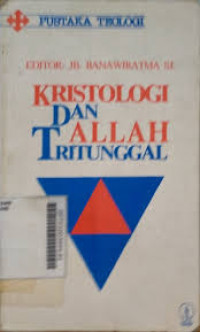 PUSTAKA TEOLOGI
EDITOR: JB. BANAWIRATMA SJ
KRISTOLOGI
DAN
ALLAH
TRITUNGGAL